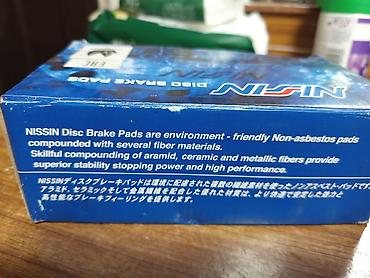 ERE
DISC BRAKE PADS
NISSIN
NISSIN Disc Brake Pads are environment - friendly Non-asbestos pads
compounded with several fiber materials.
Skillful compounding of aramid, ceramic and metallic fibers provide
superior stability stopping power and high performance.
NISSINディスクブレーキパッドは環境に配慮された複数の繊維素材を使ったノンアスベスト・パッドです。
アラミド、セラミックそして金属繊維を配合した優れた材質は、より快適で安定した効力と
高性能なブレーキフィーリングを提供します。